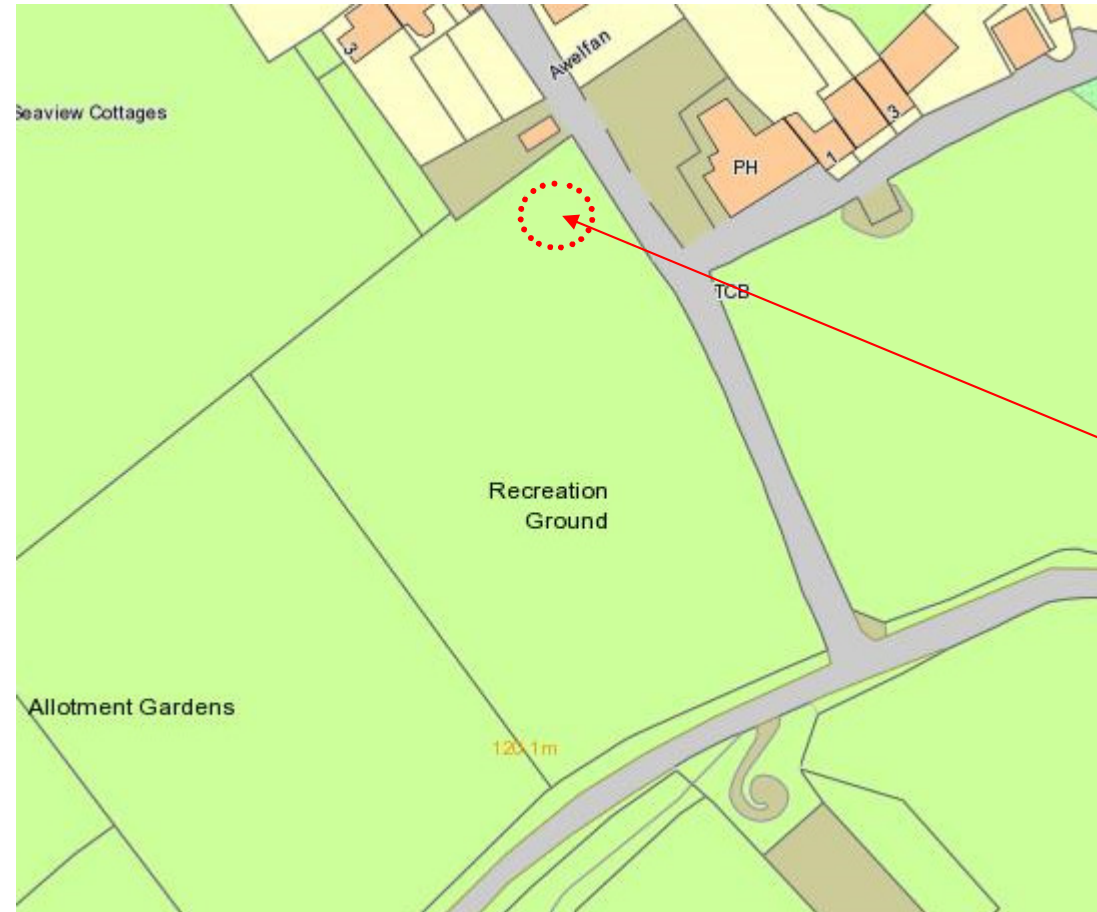 3
Awelfan
Seaview Cottages
3
PH
1
TCB
Recreation
Ground
Allotment Gardens
120.1m